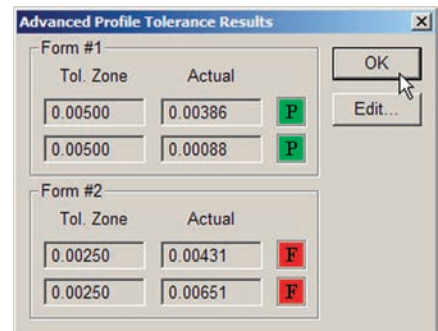 Advanced Profile Tolerance Results
Form #1
Tol. Zone Actual
0.00500 0.00386 P
0.00500 0.00088 P
Form #2
Tol. Zone Actual
0.00250 0.00431 F
0.00250 0.00651 F
OK
Edit...